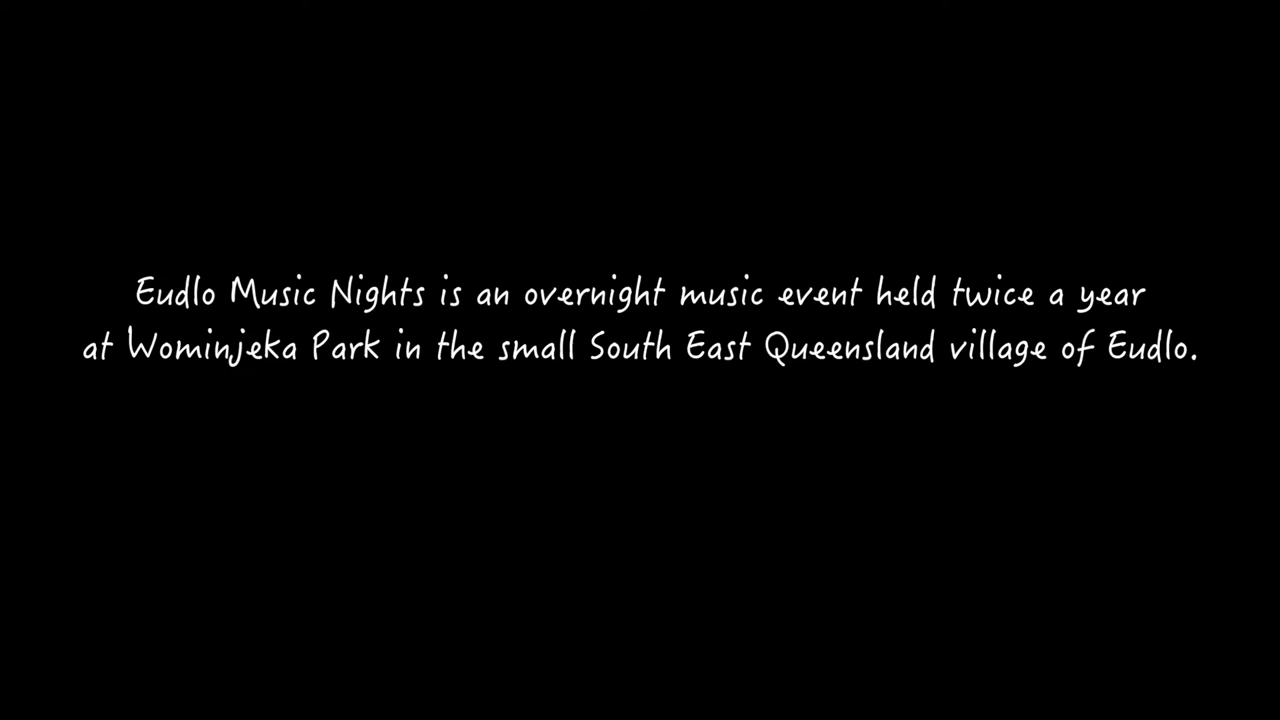 Eudlo Music Nights is an overnight music event held twice a year
at Wominjeka Park in the small South East Queensland village of Eudlo.